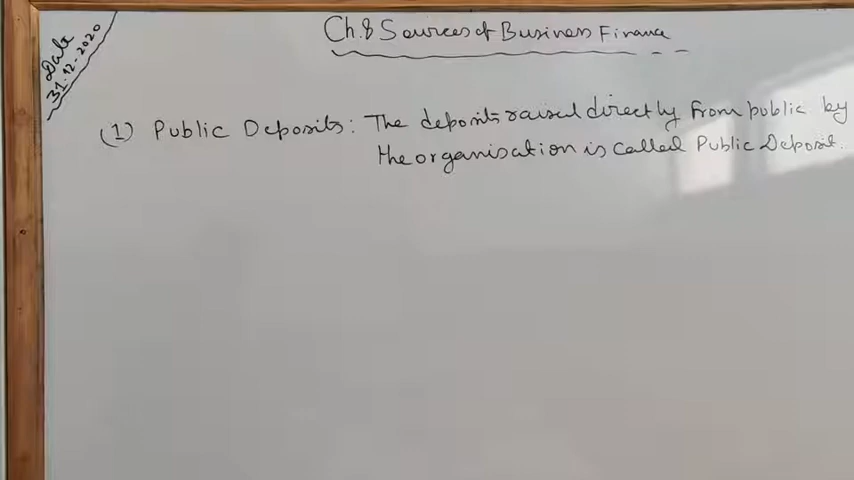 Date
31.12.2020
Ch.8 Sources of Business Finance
(1) Public Deposits: The deposits raised directly from public by
the organisation is called Public Deposit.